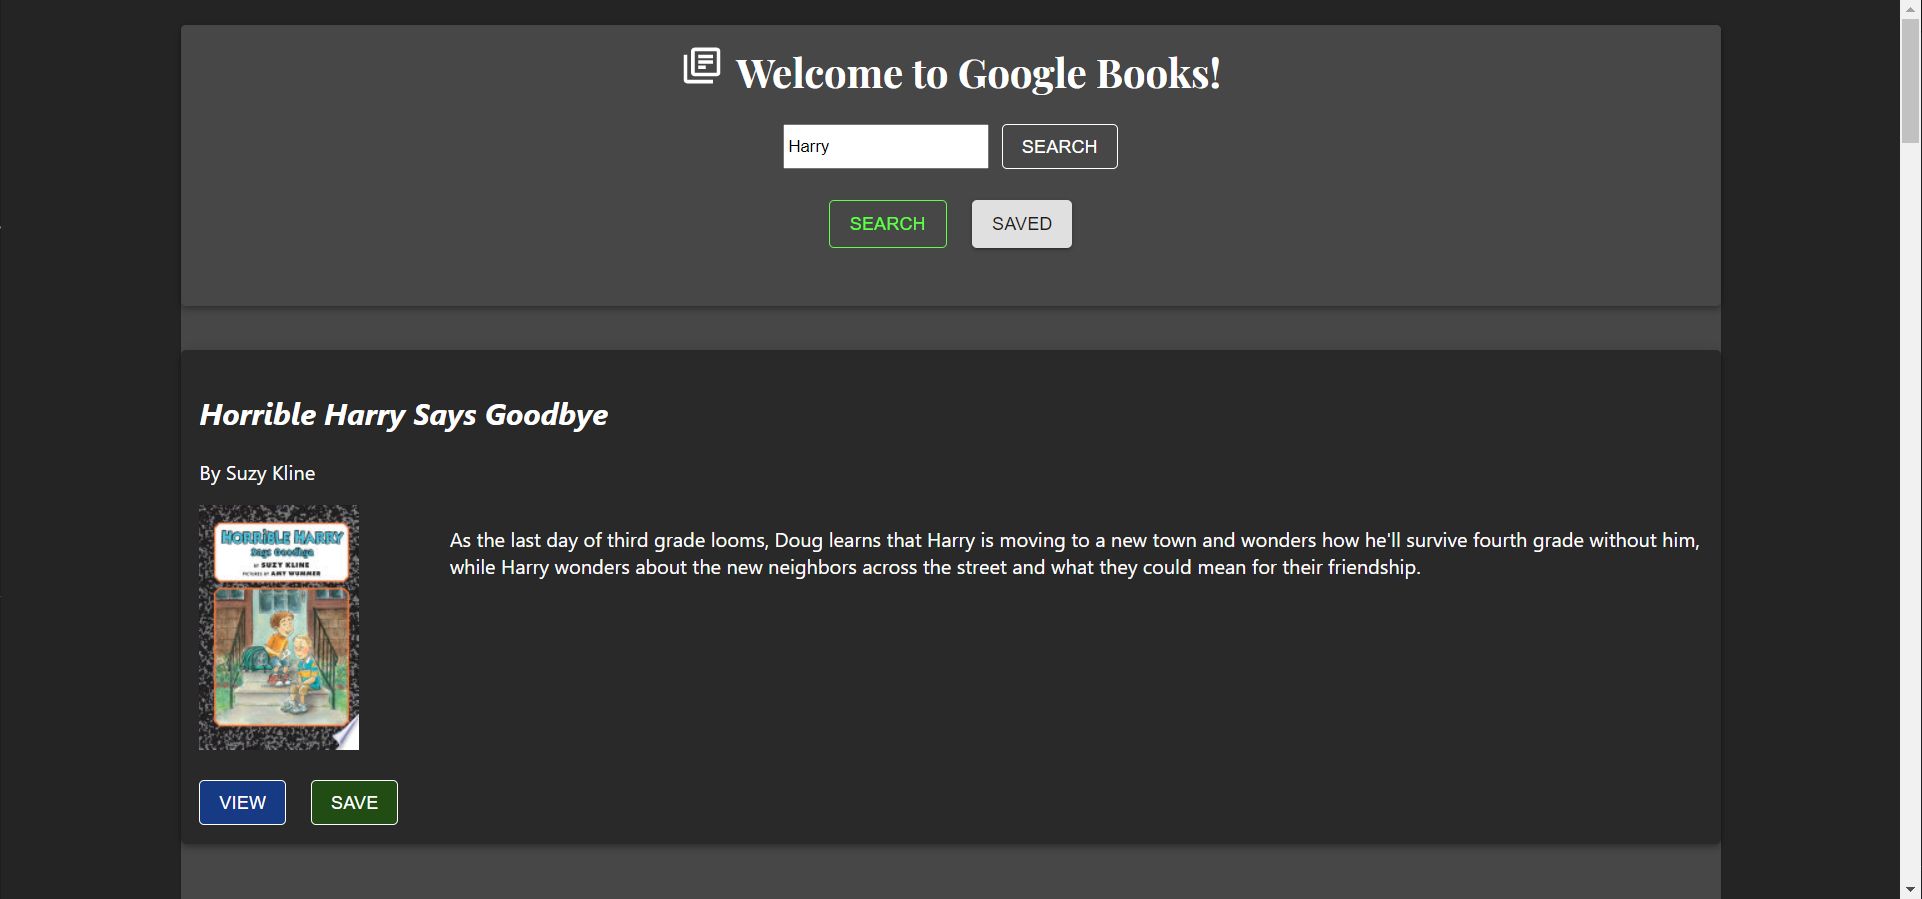 Welcome to Google Books!
Harry
SEARCH
SEARCH
SAVED
Horrible Harry Says Goodbye
By Suzy Kline
HORRIBLE HARRY
Says Goodbye
BY SUZY KLINE
PICTURES BY AMY WUMMER
As the last day of third grade looms, Doug learns that Harry is moving to a new town and wonders how he'll survive fourth grade without him,
while Harry wonders about the new neighbors across the street and what they could mean for their friendship.
VIEW
SAVE